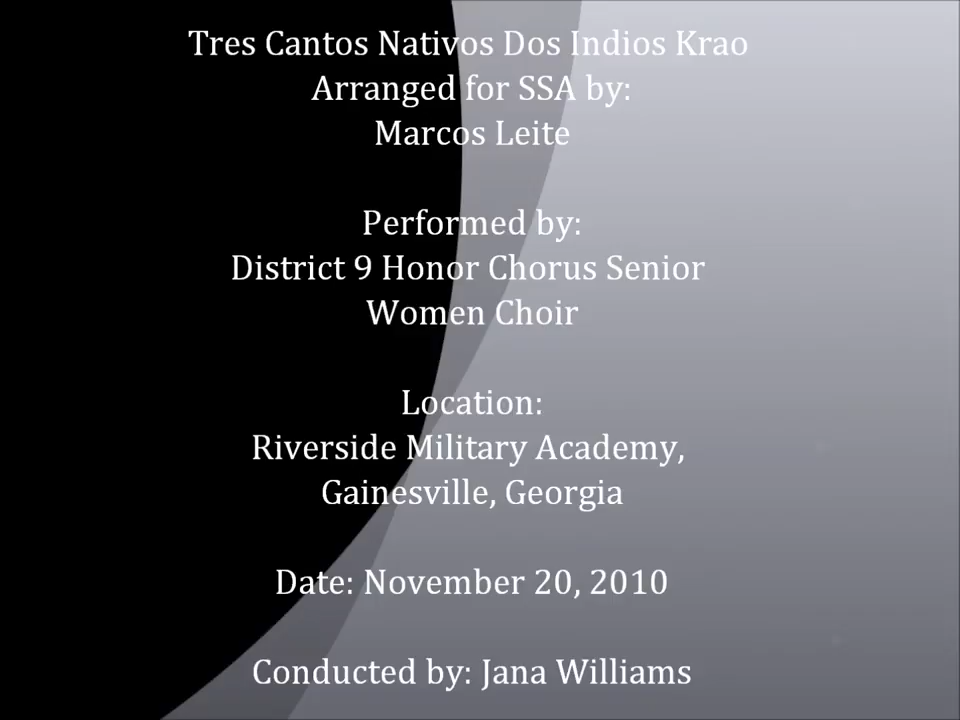 Tres Cantos Nativos Dos Indios Krao
Arranged for SSA by:
Marcos Leite
Performed by:
District 9 Honor Chorus Senior
Women Choir
Location:
Riverside Military Academy,
Gainesville, Georgia
Date: November 20, 2010
Conducted by: Jana Williams